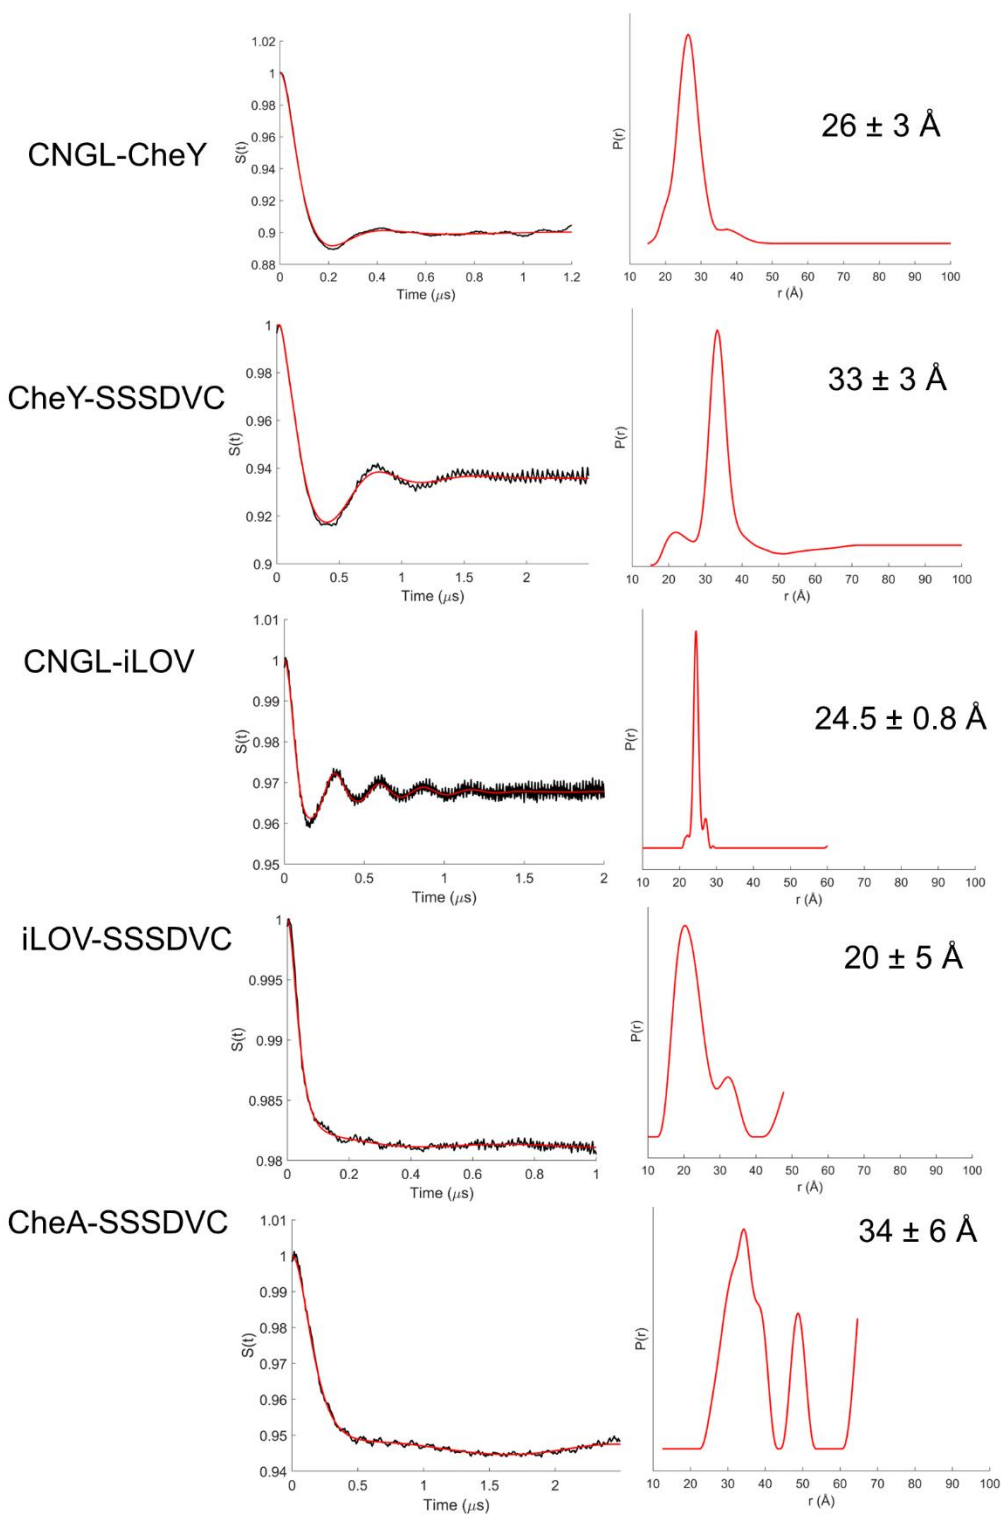 CNGL-CheY
S(t)
1.02
1
0.98
0.96
0.94
0.92
0.9
0.88
0 0.2 0.4 0.6 0.8 1 1.2
Time (μs)
P(r)
26 ± 3 Å
10 20 30 40 50 60 70 80 90 100
r (Å)
CheY-SSSDVC
S(t)
1
0.98
0.96
0.94
0.92
0.9
0 0.5 1 1.5 2
Time (μs)
P(r)
33 ± 3 Å
10 20 30 40 50 60 70 80 90 100
r (Å)
CNGL-iLOV
S(t)
1.01
1
0.99
0.98
0.97
0.96
0.95
0 0.5 1 1.5 2
Time (μs)
P(r)
24.5 ± 0.8 Å
10 20 30 40 50 60 70 80 90 100
r (Å)
iLOV-SSSDVC
S(t)
1
0.995
0.99
0.985
0.98
0 0.2 0.4 0.6 0.8 1
Time (μs)
P(r)
20 ± 5 Å
10 20 30 40 50 60 70 80 90 100
r (Å)
CheA-SSSDVC
S(t)
1.01
1
0.99
0.98
0.97
0.96
0.95
0.94
0 0.5 1 1.5 2
Time (μs)
P(r)
34 ± 6 Å
10 20 30 40 50 60 70 80 90 100
r (Å)